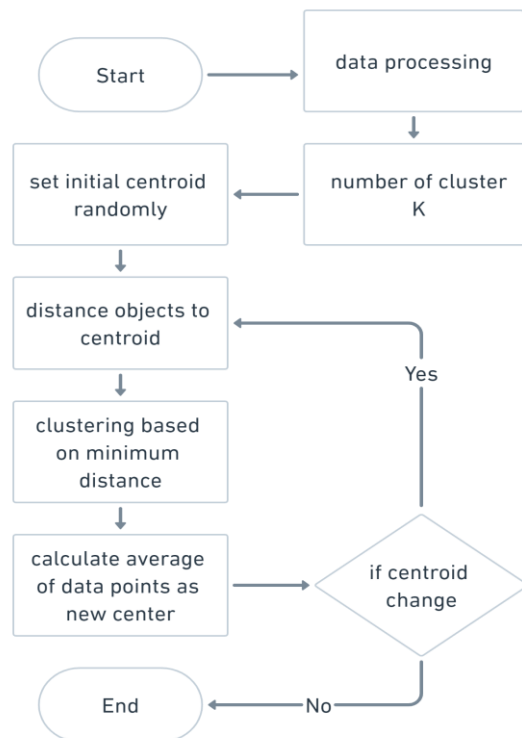 Start
data processing
number of cluster
K
set initial centroid
randomly
distance objects to
centroid
clustering based
on minimum
distance
calculate average
of data points as
new center
if centroid
change
Yes
No
End